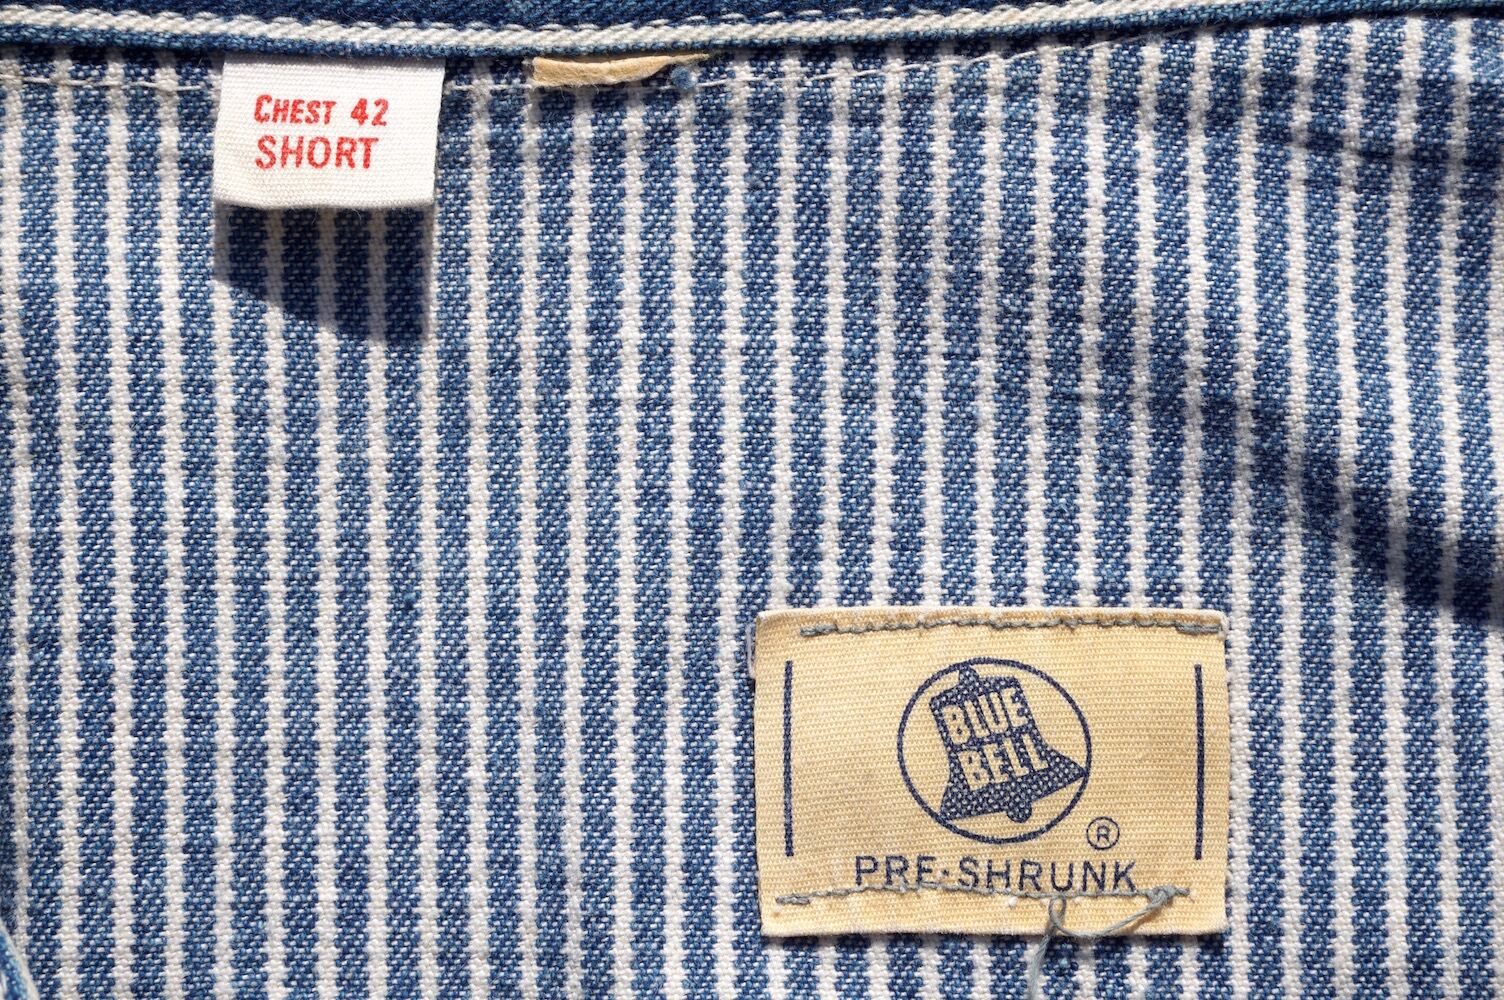 CHEST 42
SHORT
BLUE
BELL
®
PRE-SHRUNK